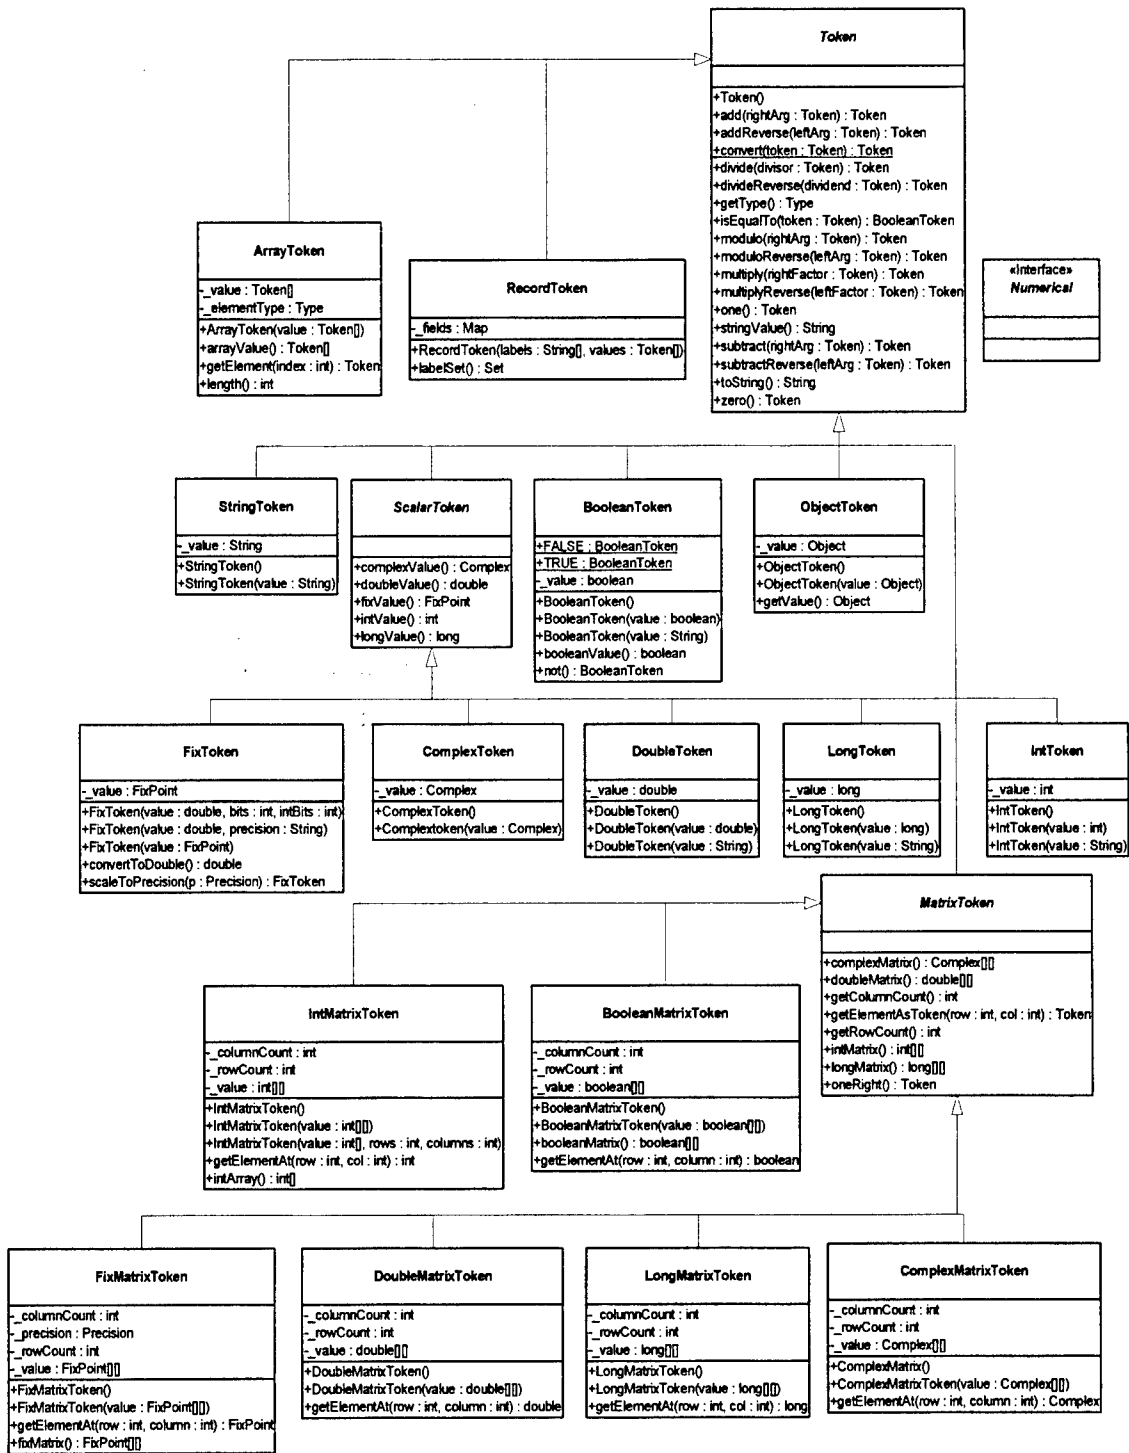 Token
+Token()
+add(rightArg : Token) : Token
+addReverse(leftArg : Token) : Token
+convert(token : Token) : Token
+divide(divisor : Token) : Token
+divideReverse(dividend : Token) : Token
+getType() : Type
+isEqualTo(token : Token) : BooleanToken
+modulo(rightArg : Token) : Token
+moduloReverse(leftArg : Token) : Token
+multiply(rightFactor : Token) : Token
+multiplyReverse(leftFactor : Token) : Token
+one() : Token
+stringValue() : String
+subtract(rightArg : Token) : Token
+subtractReverse(leftArg : Token) : Token
+toString() : String
+zero() : Token
ArrayToken
-_value : Token[]
-_elementType : Type
+ArrayToken(value : Token[])
+arrayValue() : Token[]
+getElement(index : int) : Token
+length() : int
RecordToken
-_fields : Map
+RecordToken(labels : String[], values : Token[])
+labelSet() : Set
«Interface»
Numerical
StringToken
-_value : String
+StringToken()
+StringToken(value : String)
ScalarToken
+complexValue() : Complex
+doubleValue() : double
+fixValue() : FixPoint
+intValue() : int
+longValue() : long
BooleanToken
+FALSE : BooleanToken
+TRUE : BooleanToken
-_value : boolean
+BooleanToken()
+BooleanToken(value : boolean)
+BooleanToken(value : String)
+booleanValue() : boolean
+not() : BooleanToken
ObjectToken
-_value : Object
+ObjectToken()
+ObjectToken(value : Object)
+getValue() : Object
FixToken
-_value : FixPoint
+FixToken(value : double, bits : int, intBits : int)
+FixToken(value : double, precision : String)
+FixToken(value : FixPoint)
+convertToDouble() : double
+scaleToPrecision(p : Precision) : FixToken
ComplexToken
-_value : Complex
+ComplexToken()
+Complextoken(value : Complex)
DoubleToken
-_value : double
+DoubleToken()
+DoubleToken(value : double)
+DoubleToken(value : String)
LongToken
-_value : long
+LongToken()
+LongToken(value : long)
+LongToken(value : String)
IntToken
-_value : int
+IntToken()
+IntToken(value : int)
+IntToken(value : String)
MatrixToken
+complexMatrix() : Complex[][]
+doubleMatrix() : double[][]
+getColumnCount() : int
+getElementAsToken(row : int, col : int) : Token
+getRowCount() : int
+intMatrix() : int[][]
+longMatrix() : long[][]
+oneRight() : Token
IntMatrixToken
-_columnCount : int
-_rowCount : int
-_value : int[][]
+IntMatrixToken()
+IntMatrixToken(value : int[][])
+IntMatrixToken(value : int[], rows : int, columns : int)
+getElementAt(row : int, col : int) : int
+intArray() : int[]
BooleanMatrixToken
-_columnCount : int
-_rowCount : int
-_value : boolean[][]
+BooleanMatrixToken()
+BooleanMatrixToken(value : boolean[][])
+booleanMatrix() : boolean[][]
+getElementAt(row : int, column : int) : boolean
FixMatrixToken
-_columnCount : int
-_precision : Precision
-_rowCount : int
-_value : FixPoint[][]
+FixMatrixToken()
+FixMatrixToken(value : FixPoint[][])
+getElementAt(row : int, column : int) : FixPoint
+fixMatrix() : FixPoint[][]
DoubleMatrixToken
-_columnCount : int
-_rowCount : int
-_value : double[][]
+DoubleMatrixToken()
+DoubleMatrixToken(value : double[][])
+getElementAt(row : int, column : int) : double
LongMatrixToken
-_columnCount : int
-_rowCount : int
-_value : long[][]
+LongMatrixToken()
+LongMatrixToken(value : long[][])
+getElementAt(row : int, col : int) : long
ComplexMatrixToken
-_columnCount : int
-_rowCount : int
-_value : Complex[][]
+ComplexMatrix()
+ComplexMatrixToken(value : Complex[][])
+getElementAt(row : int, column : int) : Complex